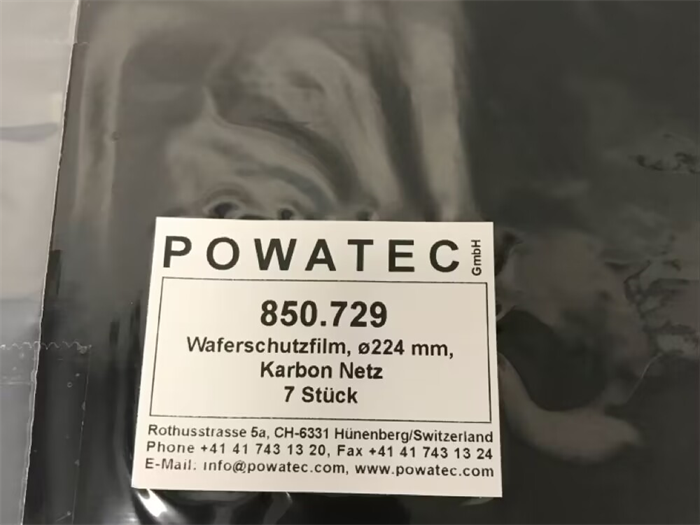 POWATEC GmbH
850.729
Waferschutzfilm, ø224 mm,
Karbon Netz
7 Stück
Rothusstrasse 5a, CH-6331 Hünenberg/Switzerland
Phone +41 41 743 13 20, Fax +41 41 743 13 24
E-Mail: info@powatec.com, www.powatec.com